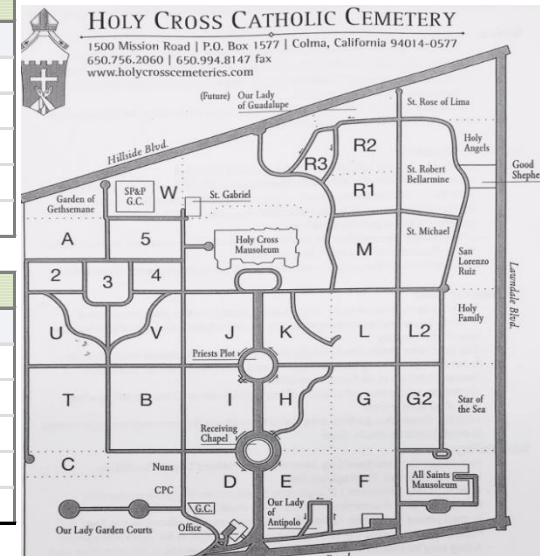 HOLY CROSS CATHOLIC CEMETERY
1500 Mission Road | P.O. Box 1577 | Colma, California 94014-0577
650.756.2060 | 650.994.8147 fax
www.holycrosscemeteries.com
(Future) Our Lady
of Guadalupe
St. Rose of Lima
Hillside Blvd.
R2
Holy
Angels
R3
Good
Shephe
St. Robert
Bellarmine
R1
SP&P
G.C.
W
St. Gabriel
Garden of
Gethsemane
A
5
Holy Cross
Mausoleum
M
St. Michael
San
Lorenzo
Ruiz
Lawndale Blvd.
2
3
4
U
V
J
K
L
L2
Holy
Family
Priests Plot
T
B
I
H
G
G2
Star of
the Sea
Receiving
Chapel
C
Nuns
CPC
D
E
F
All Saints
Mausoleum
G.C.
Our Lady
of
Antipolo
Our Lady Garden Courts
Office